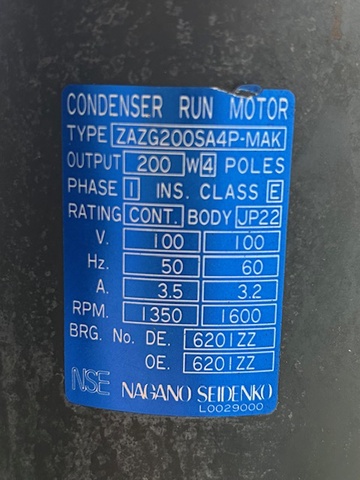 CONDENSER RUN MOTOR
TYPE ZAZG200SA4P-MAK
OUTPUT 200 W 4 POLES
PHASE 1 INS. CLASS E
RATING CONT. BODY JP22
V. 100 100
Hz. 50 60
A. 3.5 3.2
RPM. 1350 1600
BRG. No. DE. 6201ZZ
OE. 6201ZZ
NSE NAGANO SEIDENKO
L0029000